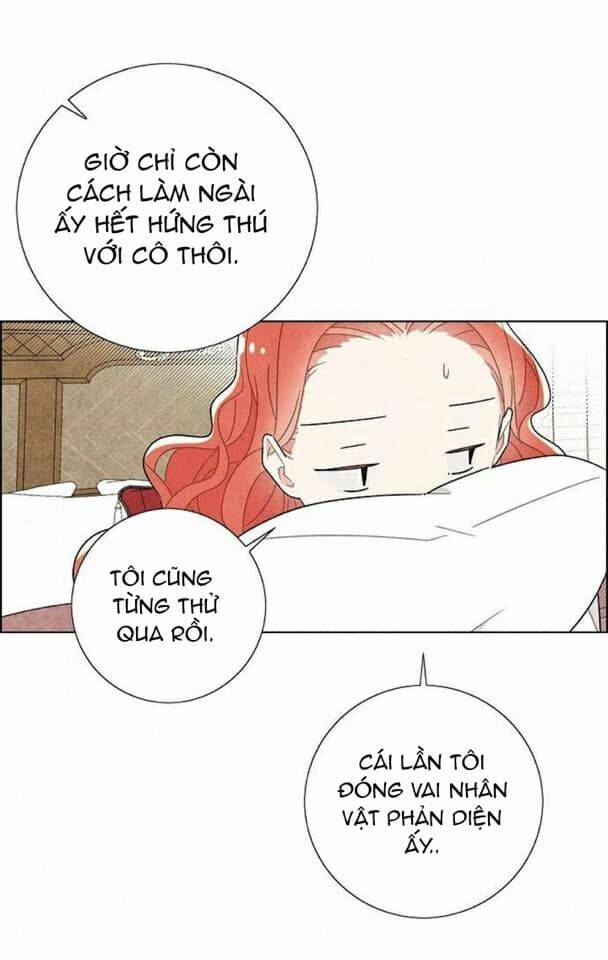 GIỜ CHỈ CÒN
CÁCH LÀM NGÀI
ẤY HẾT HỨNG THÚ
VỚI CÔ THÔI.
TÔI CŨNG
TỪNG THỬ
QUA RỒI.
CÁI LẦN TÔI
ĐÓNG VAI NHÂN
VẬT PHẢN DIỆN
ẤY..